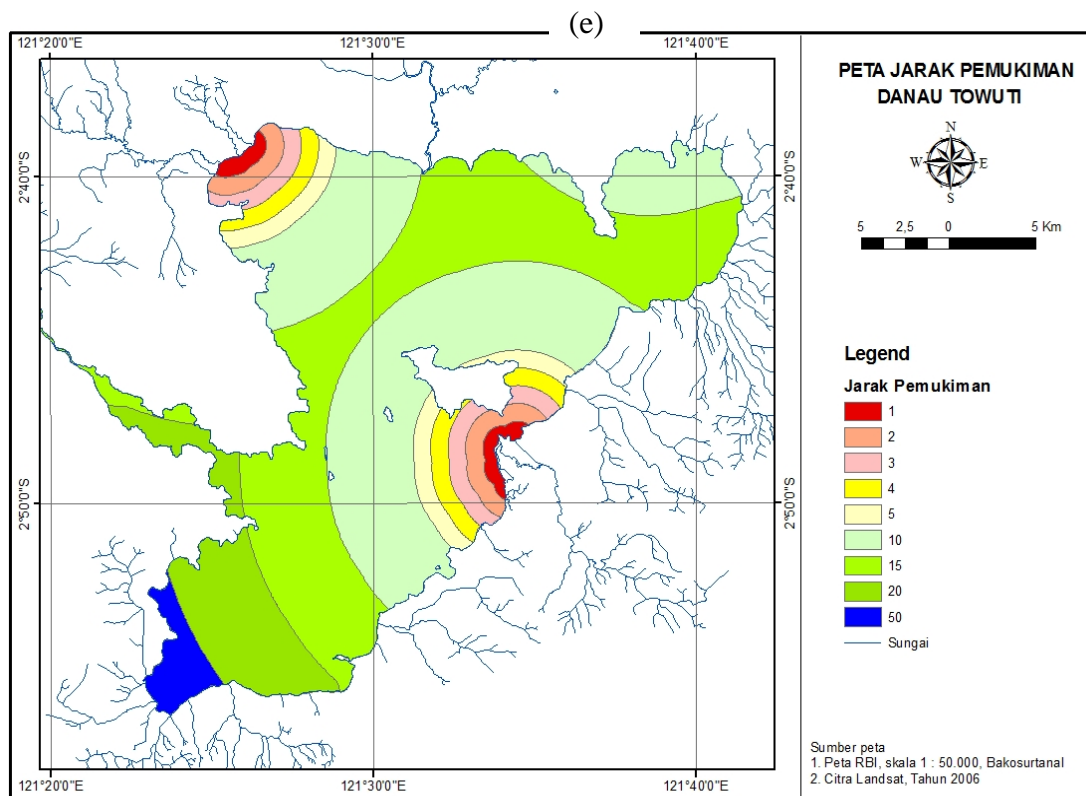 (e)
121°20'0"E 121°30'0"E 121°40'0"E
2°40'0"S 2°40'0"S
2°50'0"S 2°50'0"S
121°20'0"E 121°30'0"E 121°40'0"E
PETA JARAK PEMUKIMAN
DANAU TOWUTI
N
W E
S
5 2,5 0 5 Km
Legend
Jarak Pemukiman
1
2
3
4
5
10
15
20
50
Sungai
Sumber peta
1. Peta RBI, skala 1 : 50.000, Bakosurtanal
2. Citra Landsat, Tahun 2006